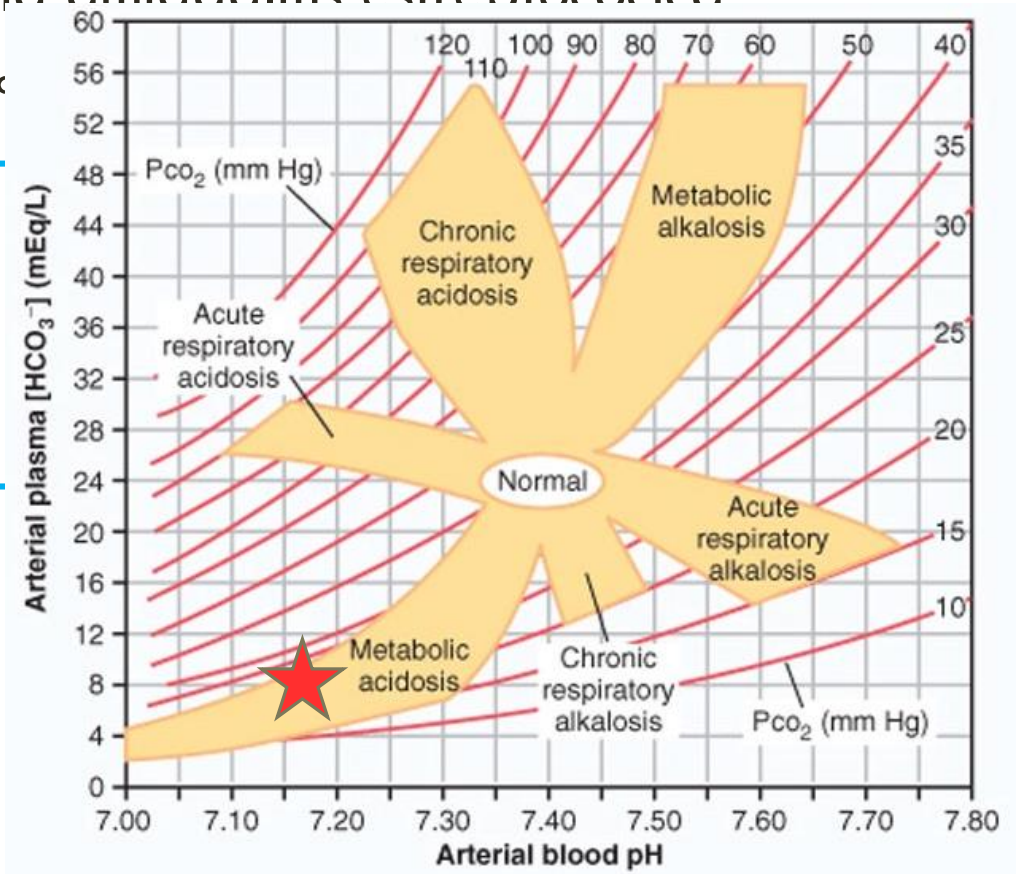 60
56
52
48
44
40
36
32
28
24
20
16
12
8
4
0
Arterial plasma [HCO₃⁻] (mEq/L)
120
110
100
90
80
70
60
50
40
35
30
25
20
15
10
Pco₂ (mm Hg)
Chronic
respiratory
acidosis
Metabolic
alkalosis
Acute
respiratory
acidosis
Normal
Acute
respiratory
alkalosis
Metabolic
acidosis
Chronic
respiratory
alkalosis
Pco₂ (mm Hg)
7.00
7.10
7.20
7.30
7.40
7.50
7.60
7.70
7.80
Arterial blood pH